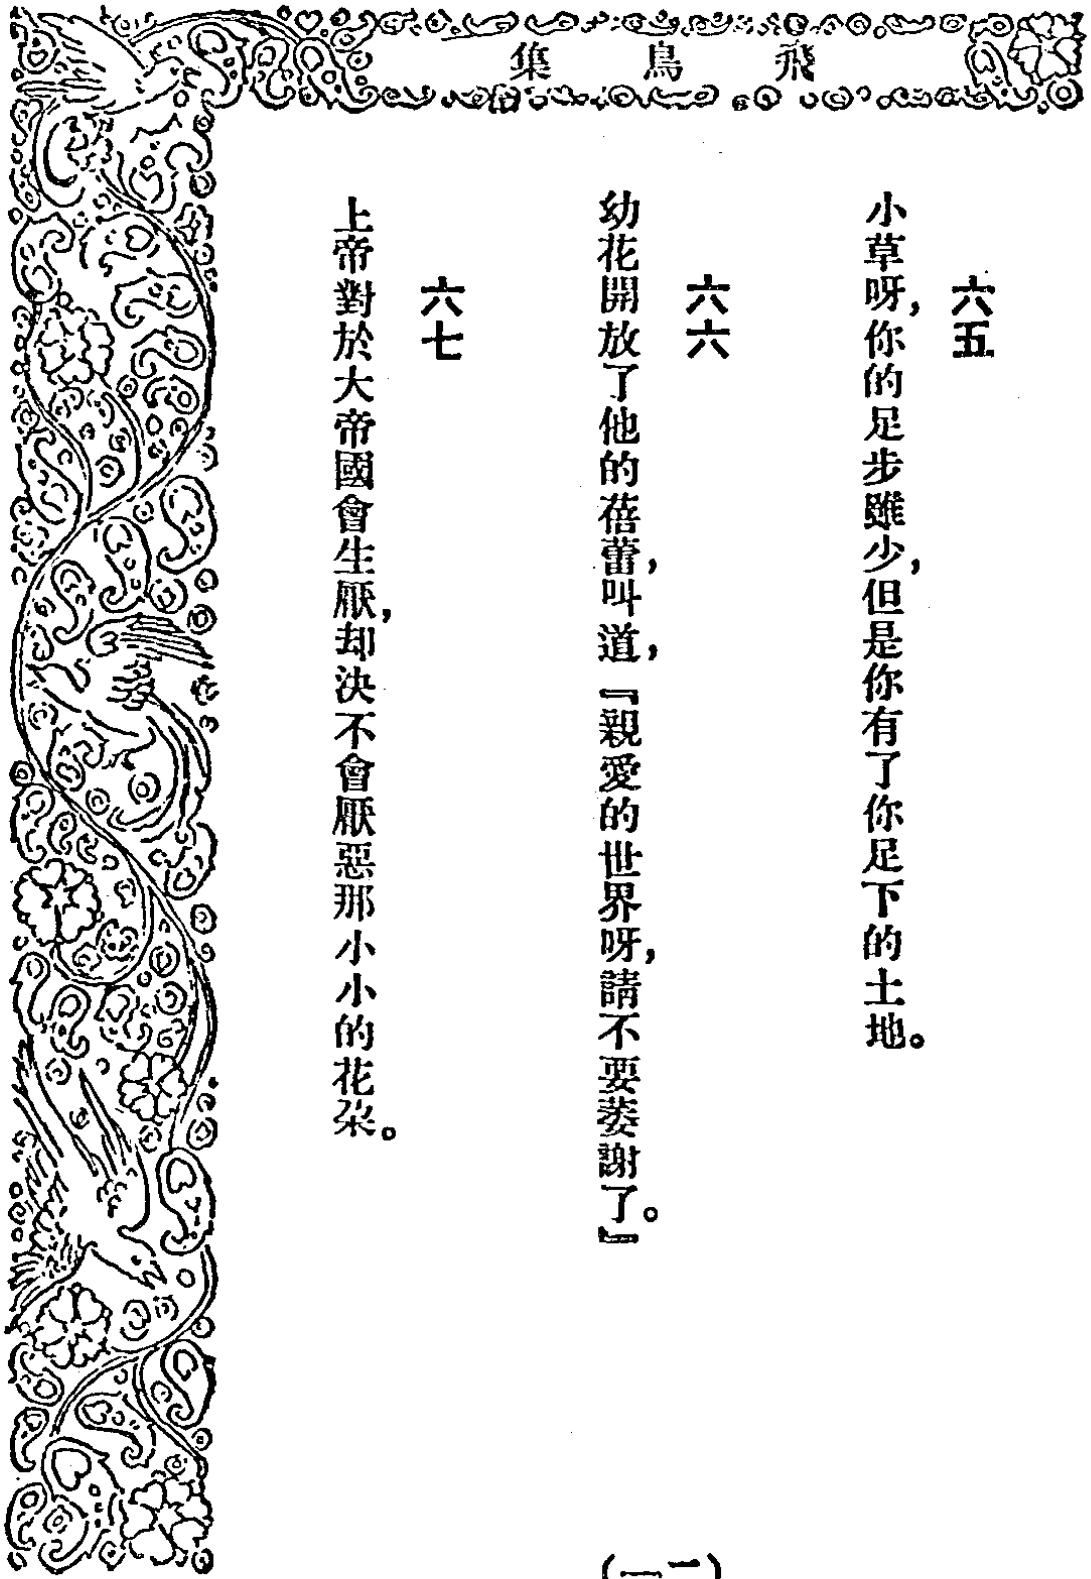 飛鳥集
六五
小草呀，你的足步雖少，但是你有了你足下的土地。
六六
幼花開放了他的蓓蕾，叫道，『親愛的世界呀，請不要萎謝了。』
六七
上帝對於大帝國會生厭，却決不會厭惡那小小的花朶。
(二一)